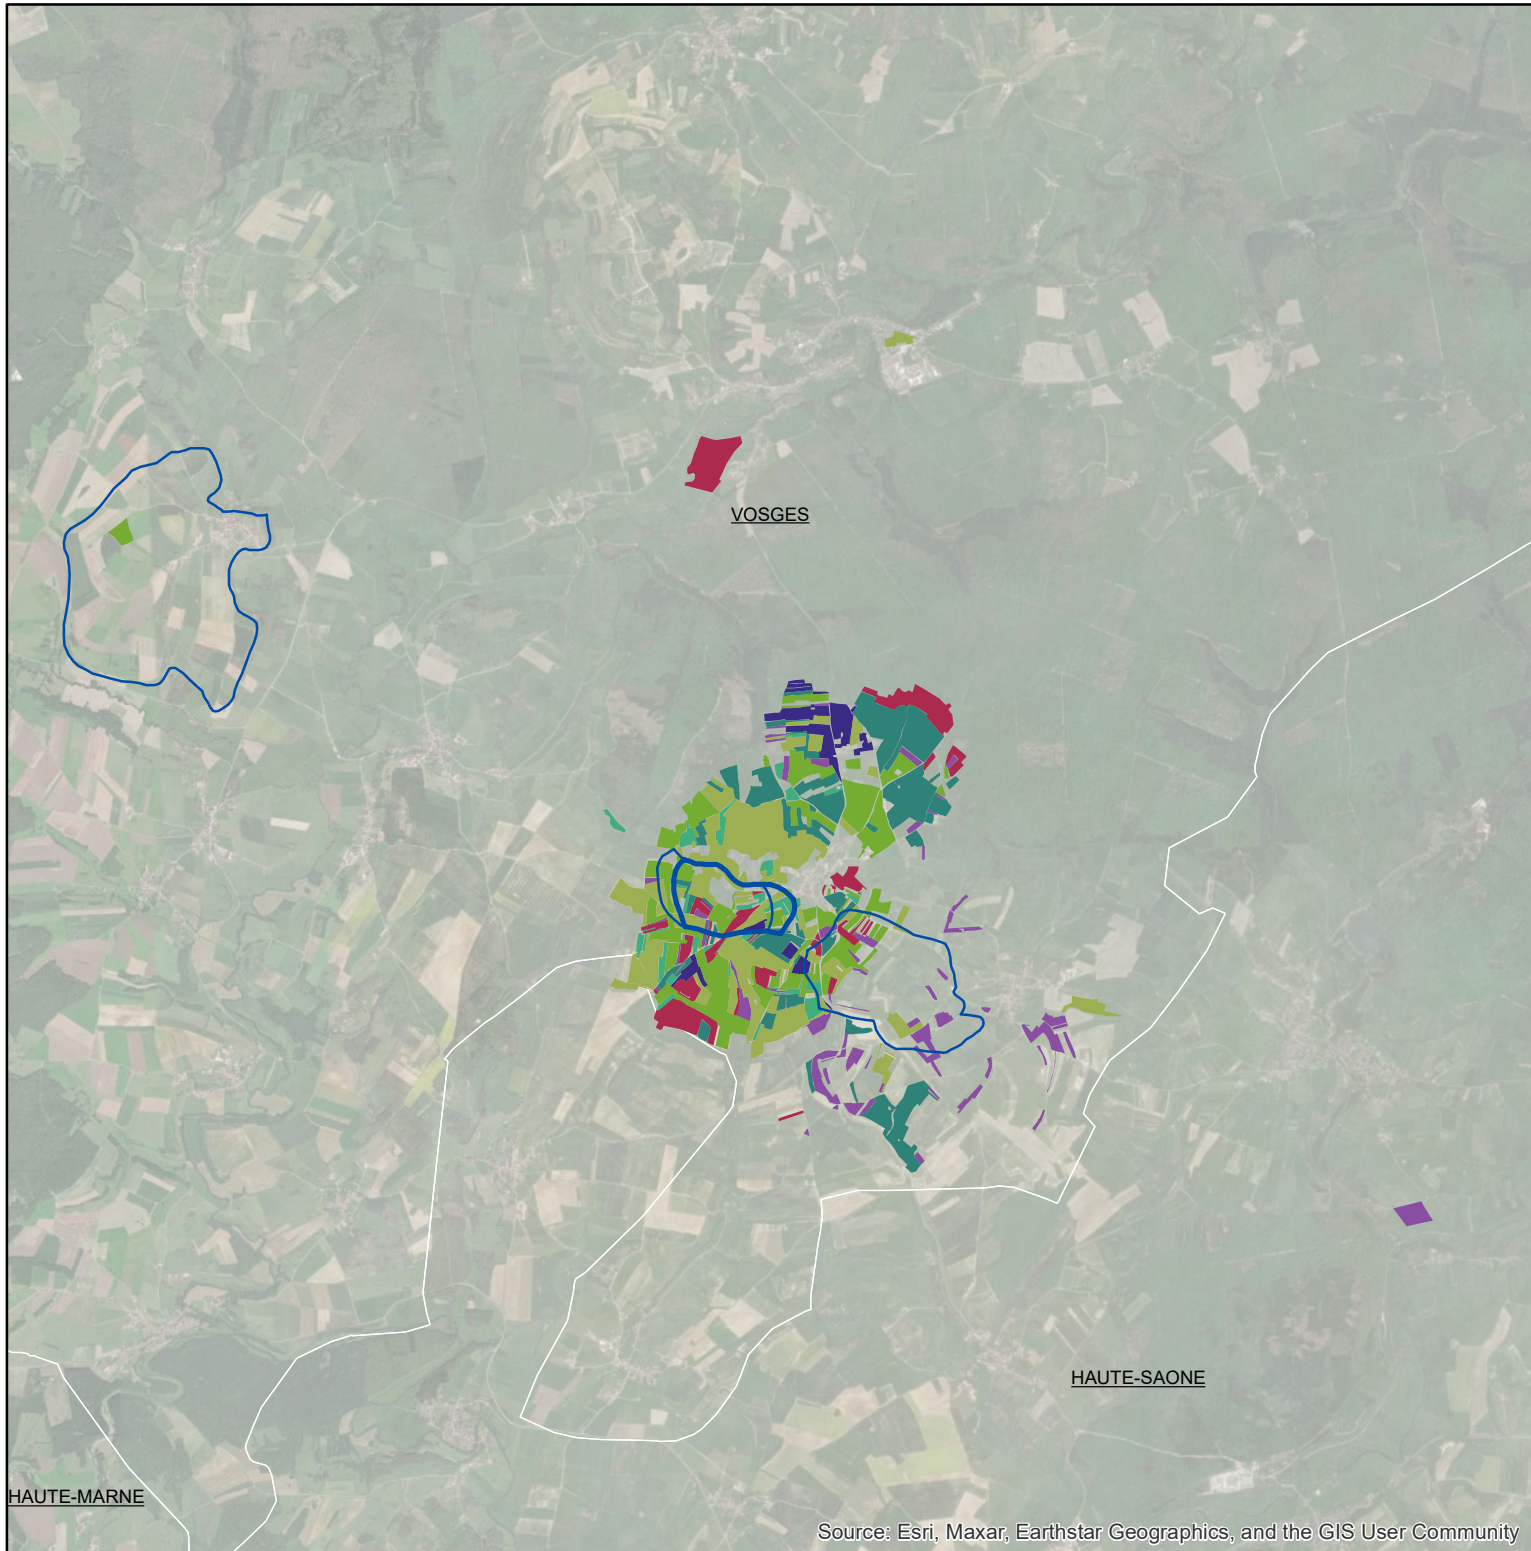 VOSGES
HAUTE-SAONE
HAUTE-MARNE
Source: Esri, Maxar, Earthstar Geographics, and the GIS User Community